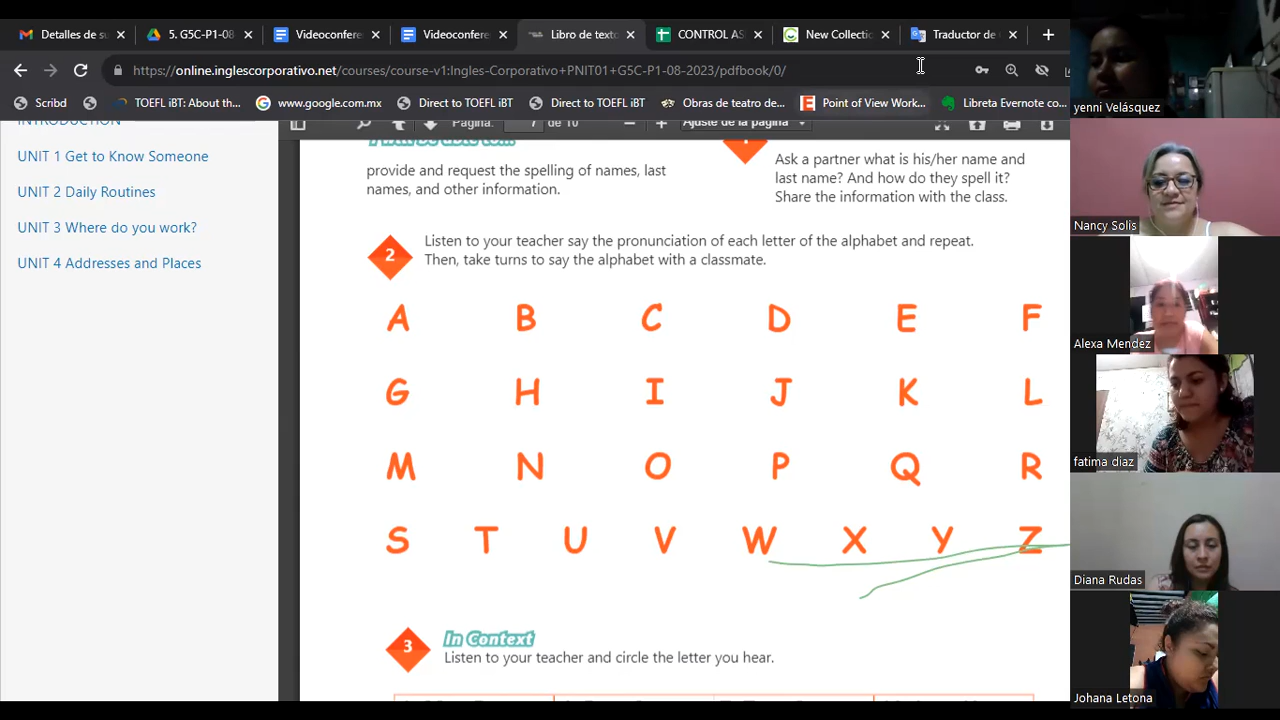 Detalles de su
5. G5C-P1-08
Videoconfere
Videoconfere
Libro de texto
CONTROL AS
New Collectio
Traductor de
https://online.inglescorporativo.net/courses/course-v1:Ingles-Corporativo+PNIT01+G5C-P1-08-2023/pdfbook/0/
Scribd
TOEFL iBT: About th...
www.google.com.mx
Direct to TOEFL iBT
Direct to TOEFL iBT
Obras de teatro de...
Point of View Work...
Libreta Evernote co...
INTRODUCTION
UNIT 1 Get to Know Someone
UNIT 2 Daily Routines
UNIT 3 Where do you work?
UNIT 4 Addresses and Places
Página: 7 de 10
Ajuste de la página
I will be able to...
provide and request the spelling of names, last
names, and other information.
1
Ask a partner what is his/her name and
last name? And how do they spell it?
Share the information with the class.
2
Listen to your teacher say the pronunciation of each letter of the alphabet and repeat.
Then, take turns to say the alphabet with a classmate.
A B C D E F
G H I J K L
M N O P Q R
S T U V W X Y Z
3
In Context
Listen to your teacher and circle the letter you hear.
yenni Velásquez
Nancy Solis
Alexa Mendez
fatima diaz
Diana Rudas
Johana Letona